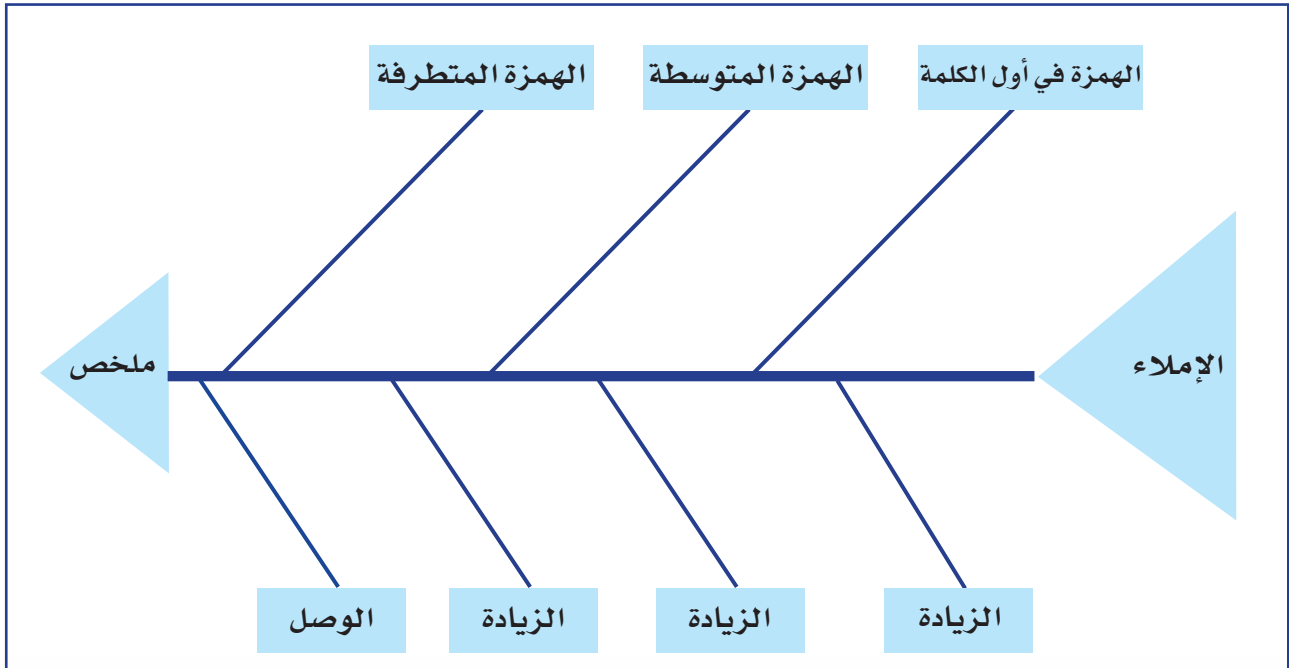 الهمزة في أول الكلمة
الهمزة المتوسطة
الهمزة المتطرفة
الإملاء
ملخص
الزيادة
الزيادة
الزيادة
الوصل